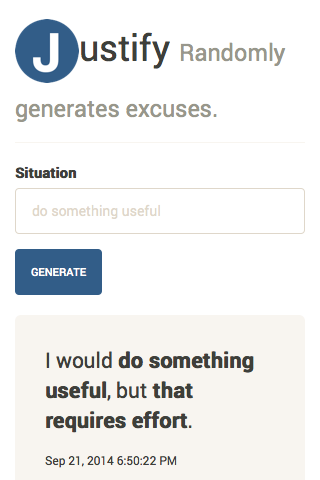 Justify Randomly
generates excuses.
Situation
do something useful
GENERATE
I would do something
useful, but that
requires effort.
Sep 21, 2014 6:50:22 PM